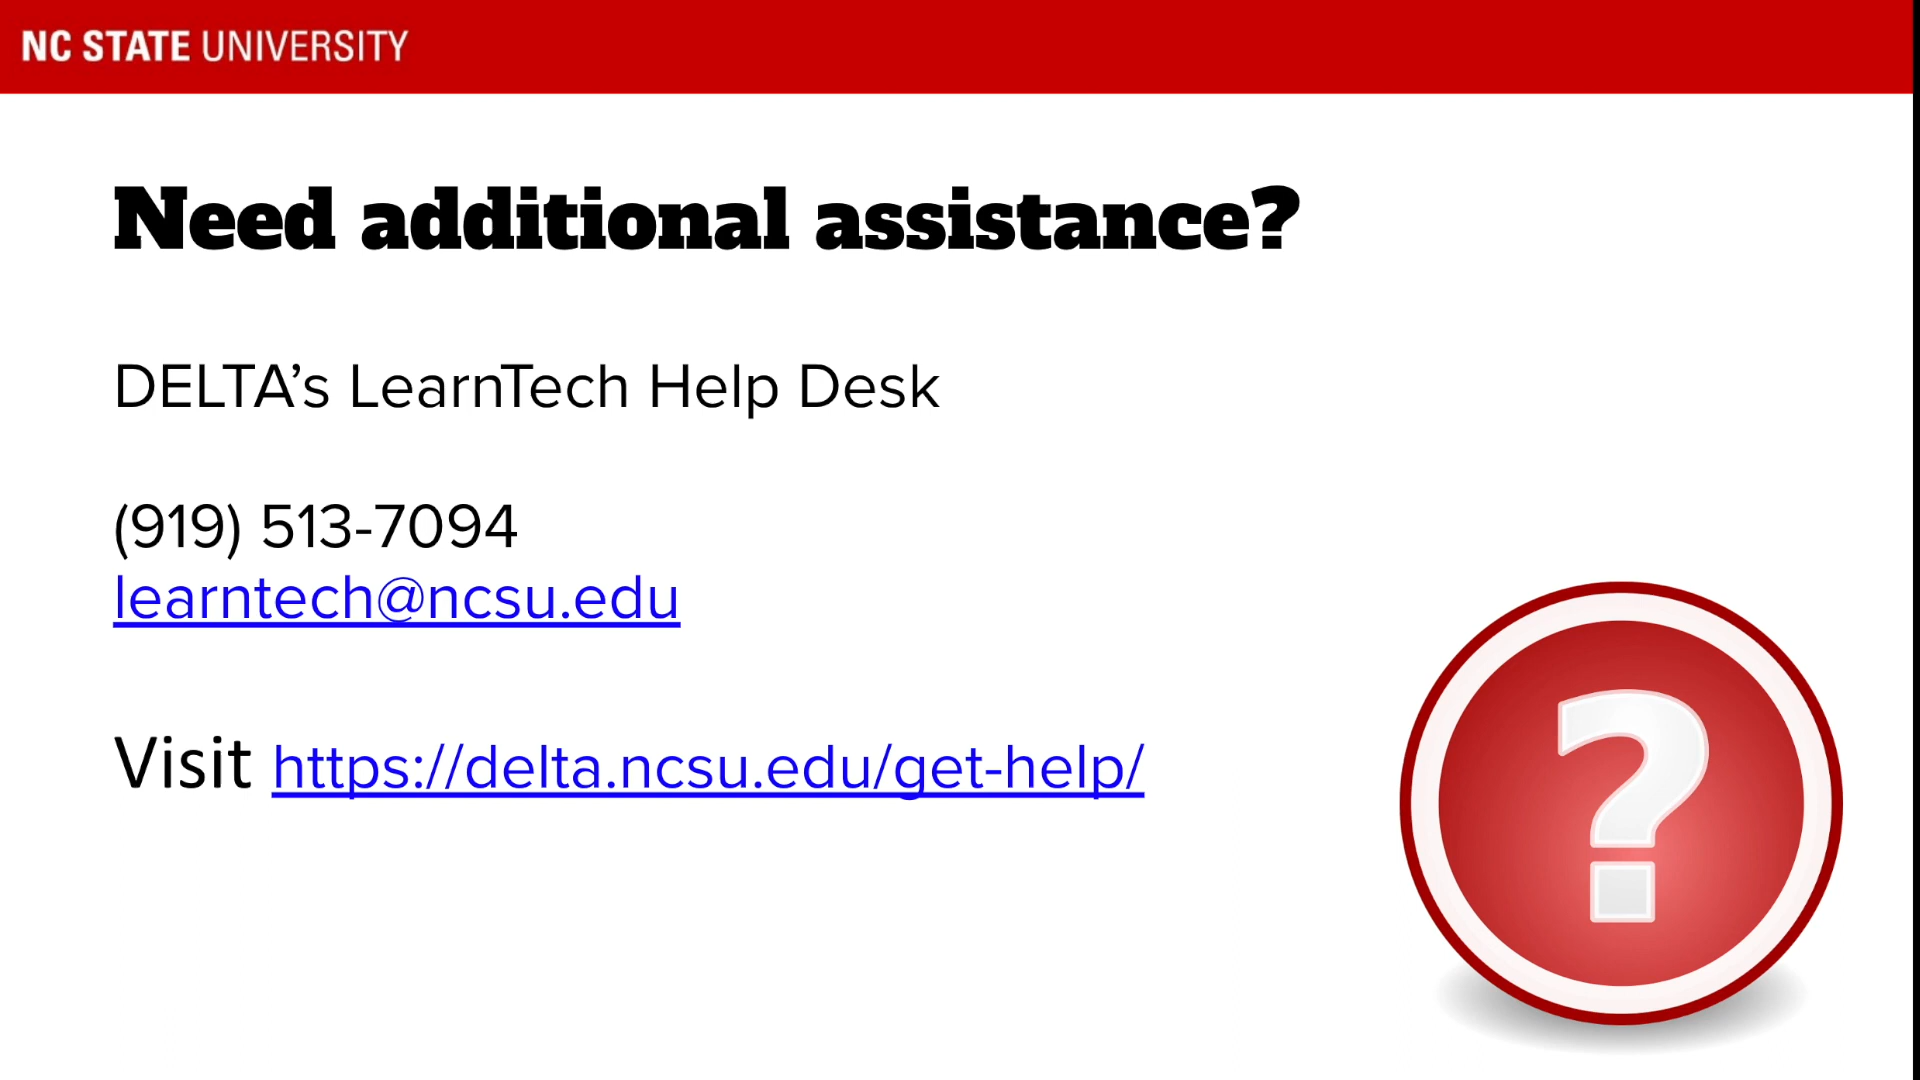 NC STATE UNIVERSITY
Need additional assistance?
DELTA’s LearnTech Help Desk
(919) 513-7094
learntech@ncsu.edu
Visit https://delta.ncsu.edu/get-help/
?